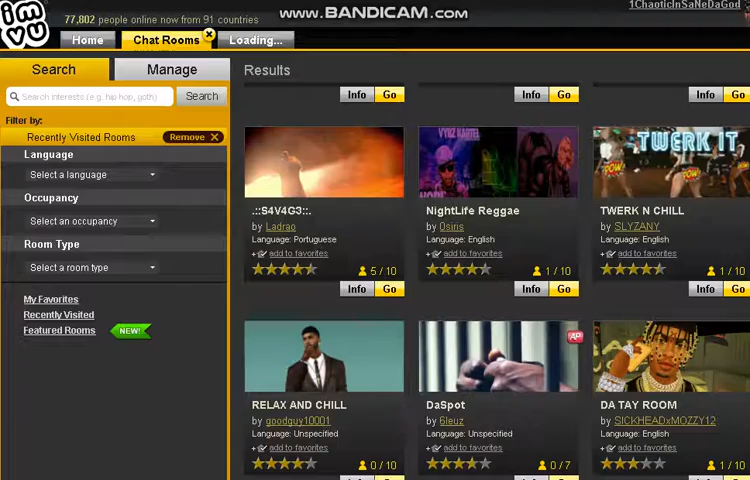 imvu
77,802 people online now from 91 countries
WWW.BANDICAM.COM
1ChaoticInSaNeDaGod
Home
Chat Rooms
Loading...
Search
Manage
Results
Search interests (e.g. hip hop, goth)
Search
Info Go
Info Go
Info Go
Filter by:
Recently Visited Rooms
Remove X
Language
Select a language
Occupancy
Select an occupancy
Room Type
Select a room type
My Favorites
Recently Visited
Featured Rooms
NEW!
.::S4V4G3::.
by Ladrao
Language: Portuguese
add to favorites
5 / 10
Info Go
VYBZ KARTEL
NightLife Reggae
by 0siris
Language: English
add to favorites
1 / 10
Info Go
TWERK IT
POW!
POW!
TWERK N CHILL
by SLYZANY
Language: English
add to favorites
1 / 10
Info Go
RELAX AND CHILL
by goodguy10001
Language: Unspecified
add to favorites
0 / 10
AP
DaSpot
by 6leuz
Language: Unspecified
add to favorites
0 / 7
DA TAY ROOM
by SICKHEADxMOZZY12
Language: English
add to favorites
1 / 10